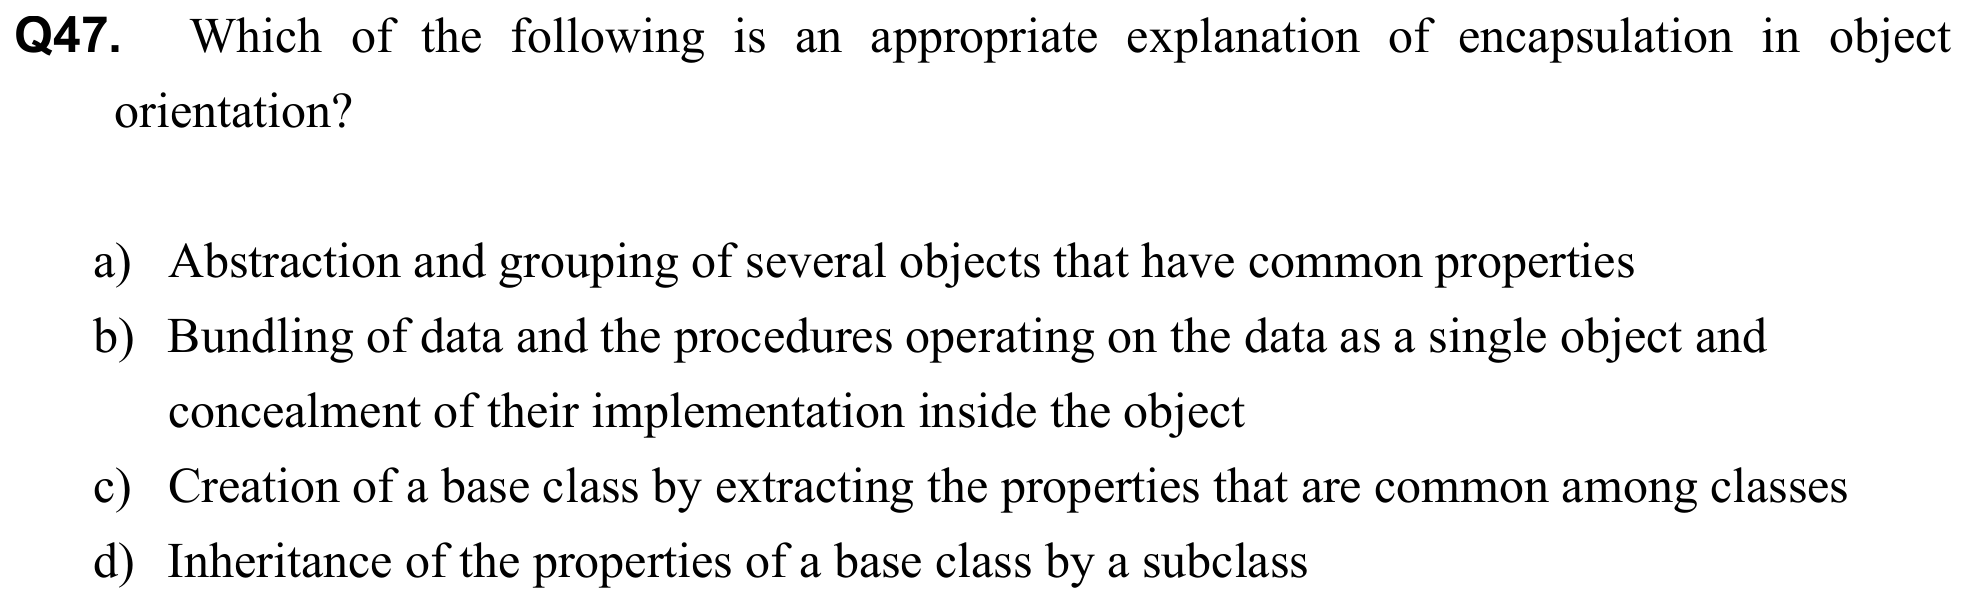 Q47. Which of the following is an appropriate explanation of encapsulation in object
orientation?
a) Abstraction and grouping of several objects that have common properties
b) Bundling of data and the procedures operating on the data as a single object and
concealment of their implementation inside the object
c) Creation of a base class by extracting the properties that are common among classes
d) Inheritance of the properties of a base class by a subclass